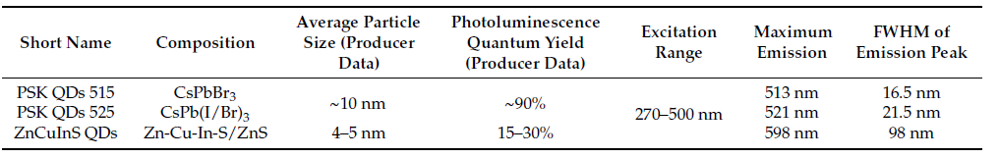 Short Name Composition Average Particle Size (Producer Data) Photoluminescence Quantum Yield (Producer Data) Excitation Range Maximum Emission FWHM of Emission Peak
PSK QDs 515 CsPbBr₃ ~10 nm ~90% 270–500 nm 513 nm 16.5 nm
PSK QDs 525 CsPb(I/Br)₃ 521 nm 21.5 nm
ZnCuInS QDs Zn-Cu-In-S/ZnS 4–5 nm 15–30% 598 nm 98 nm